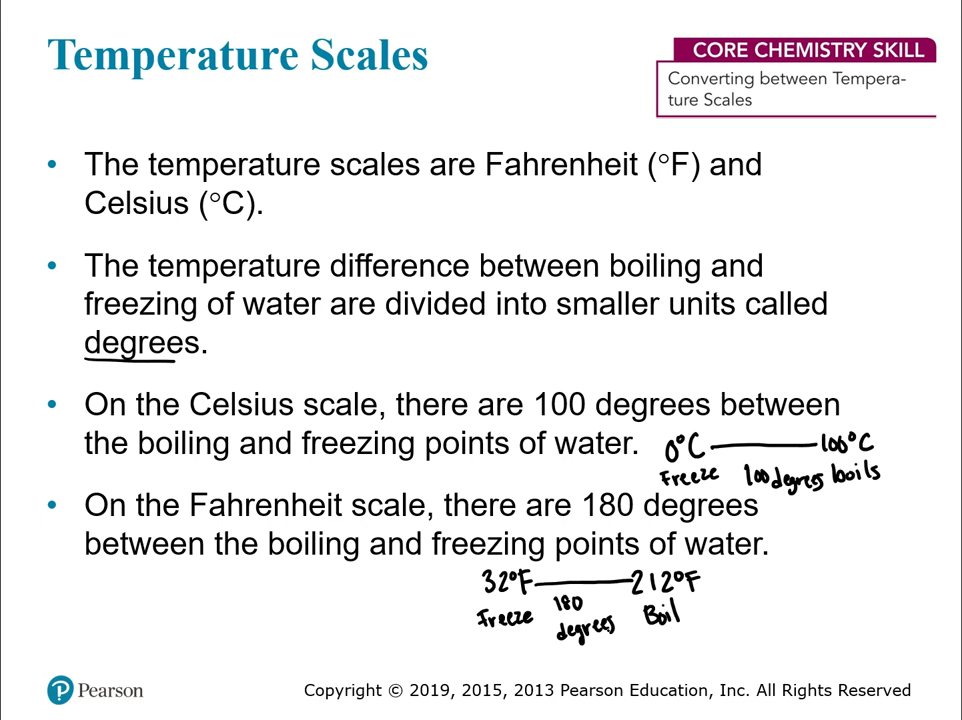 Temperature Scales
CORE CHEMISTRY SKILL
Converting between Tempera-
ture Scales
• The temperature scales are Fahrenheit (°F) and
Celsius (°C).
• The temperature difference between boiling and
freezing of water are divided into smaller units called
degrees.
• On the Celsius scale, there are 100 degrees between
the boiling and freezing points of water.
0°C 100°C
Freeze 100 degrees boils
• On the Fahrenheit scale, there are 180 degrees
between the boiling and freezing points of water.
32°F 212°F
Freeze 180 degrees Boil
P Pearson
Copyright © 2019, 2015, 2013 Pearson Education, Inc. All Rights Reserved